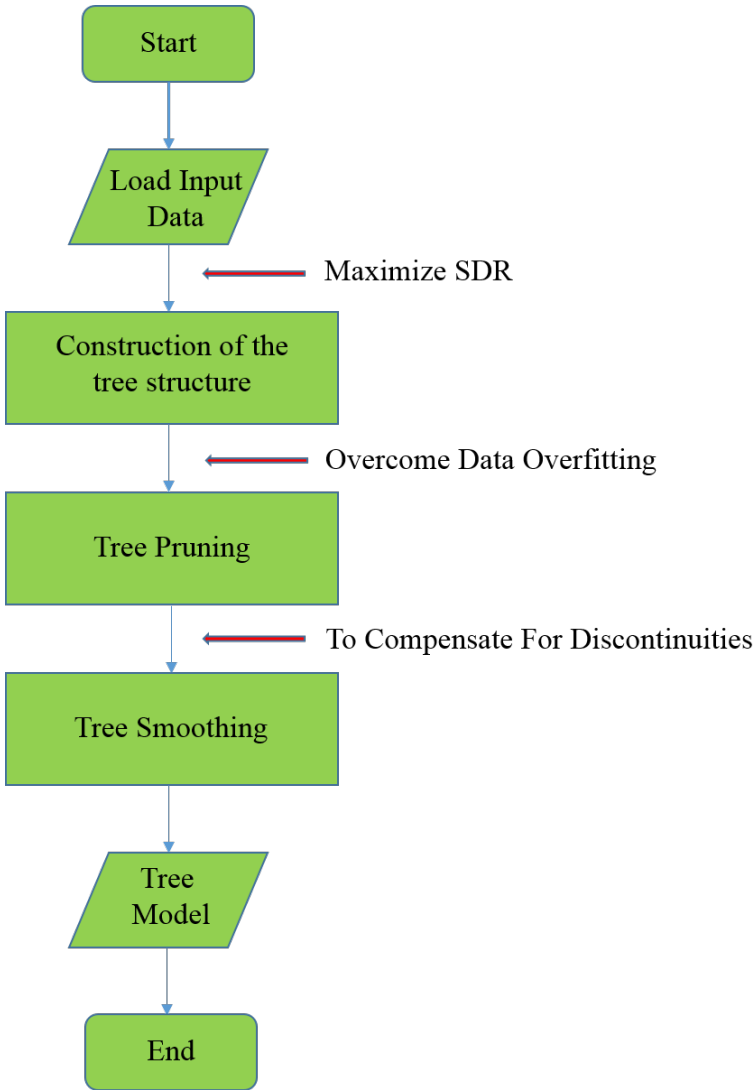 Start
Load Input
Data
Maximize SDR
Construction of the
tree structure
Overcome Data Overfitting
Tree Pruning
To Compensate For Discontinuities
Tree Smoothing
Tree
Model
End